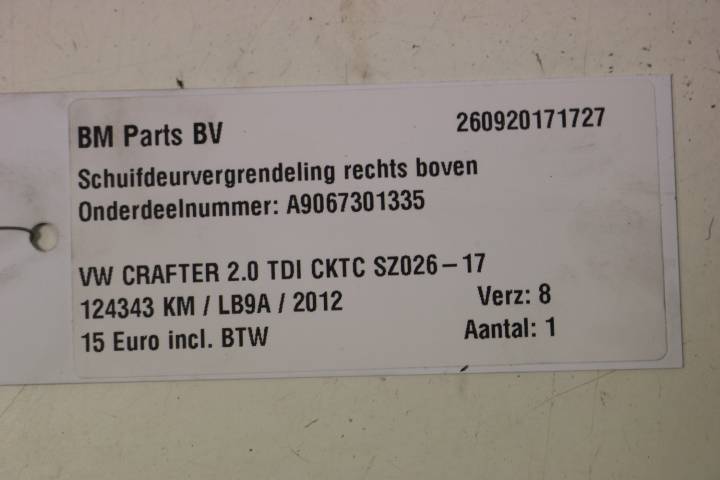 BM Parts BV 260920171727
Schuifdeurvergrendeling rechts boven
Onderdeelnummer: A9067301335
VW CRAFTER 2.0 TDI CKTC SZ026-17
124343 KM / LB9A / 2012 Verz: 8
15 Euro incl. BTW Aantal: 1